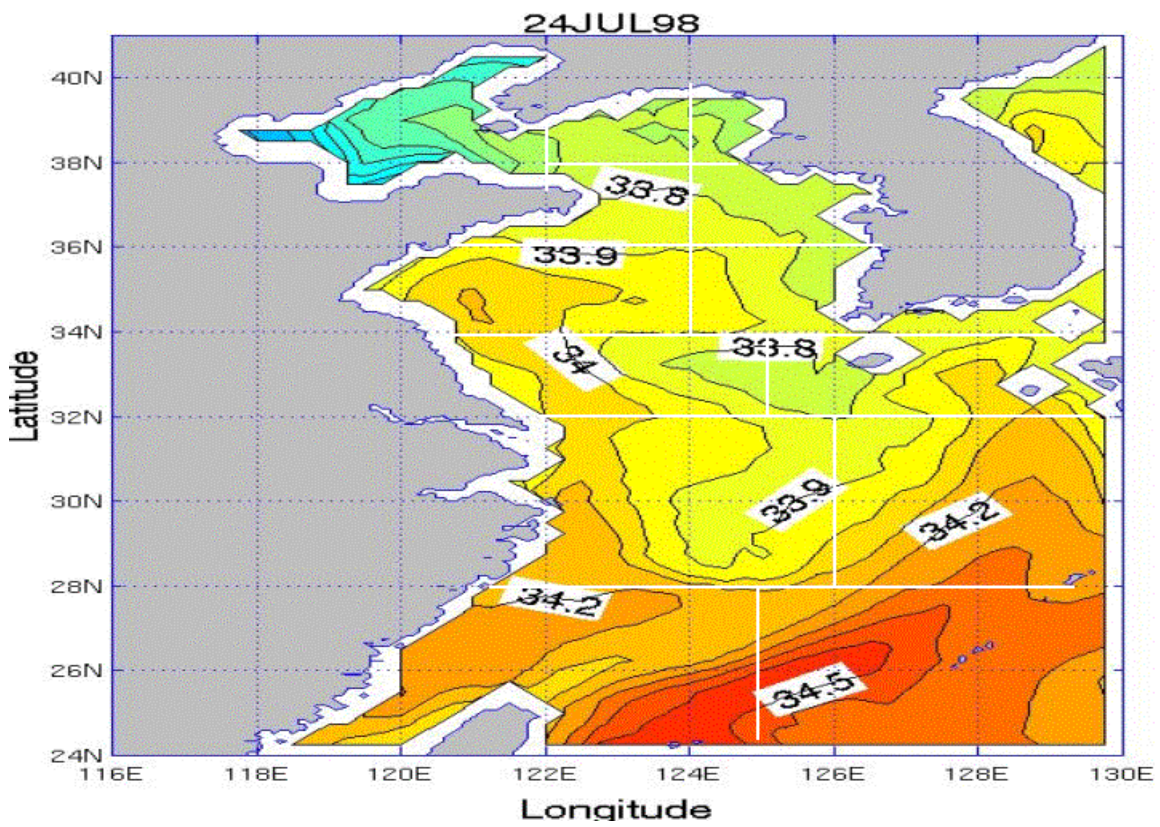 24JUL98
40N
38N
33.8
36N
33.9
34N
33.8
34
32N
33.9
30N
34.2
28N
34.2
26N
34.5
24N
116E 118E 120E 122E 124E 126E 128E 130E
Latitude
Longitude